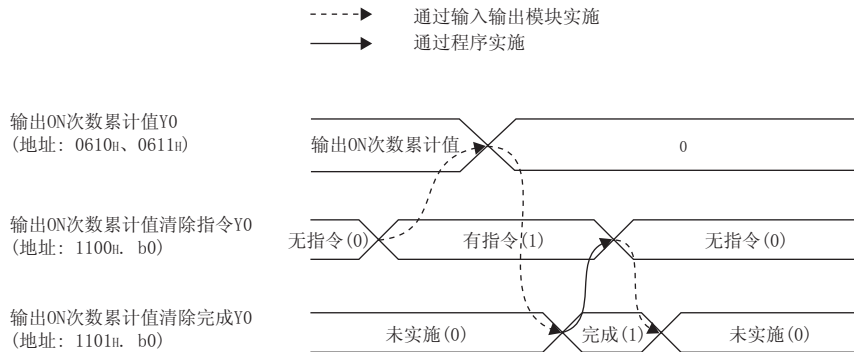 通过输入输出模块实施
通过程序实施
输出ON次数累计值Y0
(地址: 0610H、0611H)
输出ON次数累计值
0
输出ON次数累计值清除指令Y0
(地址: 1100H. b0)
无指令(0)
有指令(1)
无指令(0)
输出ON次数累计值清除完成Y0
(地址: 1101H. b0)
未实施(0)
完成(1)
未实施(0)